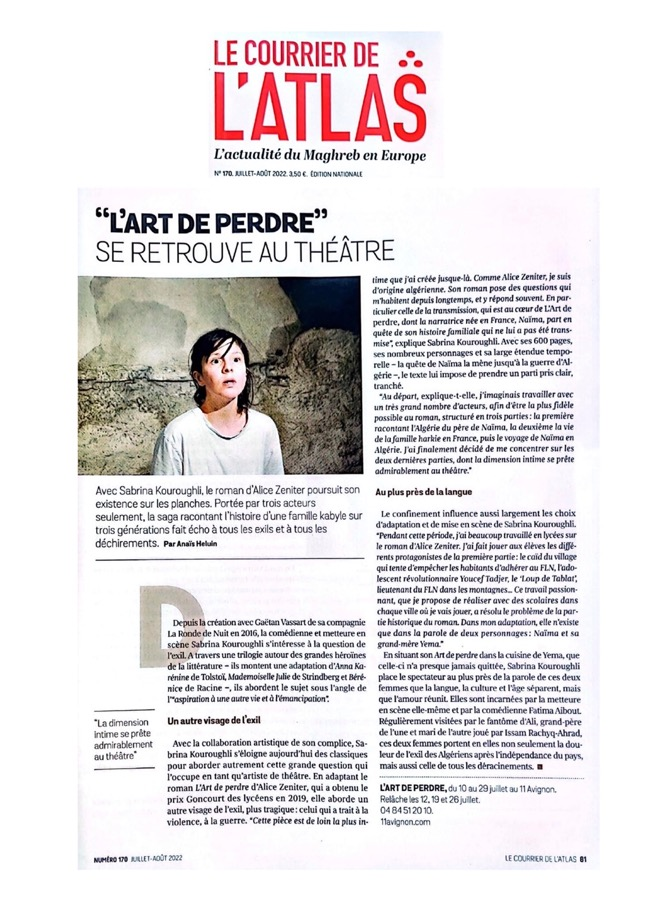 LE COURRIER DE
L'ATLAS
L'actualité du Maghreb en Europe
N° 170. JUILLET-AOÛT 2022. 3,50 €. ÉDITION NATIONALE
“L'ART DE PERDRE”
SE RETROUVE AU THÉÂTRE
Avec Sabrina Kouroughli, le roman d'Alice Zeniter poursuit son
existence sur les planches. Portée par trois acteurs
seulement, la saga racontant l'histoire d'une famille kabyle sur
trois générations fait écho à tous les exils et à tous les
déchirements. Par Anaïs Heluin
"La dimension
intime se prête
admirablement
au théâtre"
D
Depuis la création avec Gaëtan Vassart de sa compagnie
La Ronde de Nuit en 2016, la comédienne et metteure en
scène Sabrina Kouroughli s'intéresse à la question de
l'exil. A travers une trilogie autour des grandes héroïnes
de la littérature – ils montent une adaptation d'Anna Ka-
rénine de Tolstoï, Mademoiselle Julie de Strindberg et Béré-
nice de Racine –, ils abordent le sujet sous l'angle de
l'"aspiration à une autre vie et à l'émancipation".
Un autre visage de l'exil
Avec la collaboration artistique de son complice, Sa-
brina Kouroughli s'éloigne aujourd'hui des classiques
pour aborder autrement cette grande question qui
l'occupe en tant qu'artiste de théâtre. En adaptant le
roman L'Art de perdre d'Alice Zeniter, qui a obtenu le
prix Goncourt des lycéens en 2019, elle aborde un
autre visage de l'exil, plus tragique : celui qui a trait à la
violence, à la guerre. "Cette pièce est de loin la plus in-
time que j'ai créée jusque-là. Comme Alice Zeniter, je suis
d'origine algérienne. Son roman pose des questions qui
m'habitent depuis longtemps, et y répond souvent. En par-
ticulier celle de la transmission, qui est au cœur de L'Art de
perdre, dont la narratrice née en France, Naïma, part en
quête de son histoire familiale qui ne lui a pas été trans-
mise", explique Sabrina Kouroughli. Avec ses 600 pages,
ses nombreux personnages et sa large étendue tempo-
relle – la quête de Naïma la mène jusqu'à la guerre d'Al-
gérie –, le texte lui impose de prendre un parti pris clair,
tranché.
"Au départ, explique-t-elle, j'imaginais travailler avec
un très grand nombre d'acteurs, afin d'être la plus fidèle
possible au roman, structuré en trois parties : la première
racontant l'Algérie du père de Naïma, la deuxième la vie
de la famille harkie en France, puis le voyage de Naïma en
Algérie. J'ai finalement décidé de me concentrer sur les
deux dernières parties, dont la dimension intime se prête
admirablement au théâtre."
Au plus près de la langue
Le confinement influence aussi largement les choix
d'adaptation et de mise en scène de Sabrina Kouroughli.
"Pendant cette période, j'ai beaucoup travaillé en lycées sur
le roman d'Alice Zeniter. J'ai fait jouer aux élèves les diffé-
rents protagonistes de la première partie : le caïd du village
qui tente d'empêcher les habitants d'adhérer au FLN, l'ado-
lescent révolutionnaire Youcef Tadjer, le 'Loup de Tablat',
lieutenant du FLN dans les montagnes... Ce travail passion-
nant, que je propose de réaliser avec des scolaires dans
chaque ville où je vais jouer, a résolu le problème de la par-
tie historique du roman. Dans mon adaptation, elle n'existe
que dans la parole de deux personnages : Naïma et sa
grand-mère Yema."
En situant son Art de perdre dans la cuisine de Yema, que
celle-ci n'a presque jamais quittée, Sabrina Kouroughli
place le spectateur au plus près de la parole de ces deux
femmes que la langue, la culture et l'âge séparent, mais
que l'amour réunit. Elles sont incarnées par la metteure
en scène elle-même et par la comédienne Fatima Aibout.
Régulièrement visitées par le fantôme d'Ali, grand-père
de l'une et mari de l'autre joué par Issam Rachyq-Ahrad,
ces deux femmes portent en elles non seulement la dou-
leur de l'exil des Algériens après l'indépendance du pays,
mais aussi celle de tous les déracinements.
L'ART DE PERDRE, du 10 au 29 juillet au 11 Avignon.
Relâche les 12, 19 et 26 juillet.
04 84 51 20 10.
11avignon.com
NUMÉRO 170 JUILLET-AOÛT 2022
LE COURRIER DE L'ATLAS 81